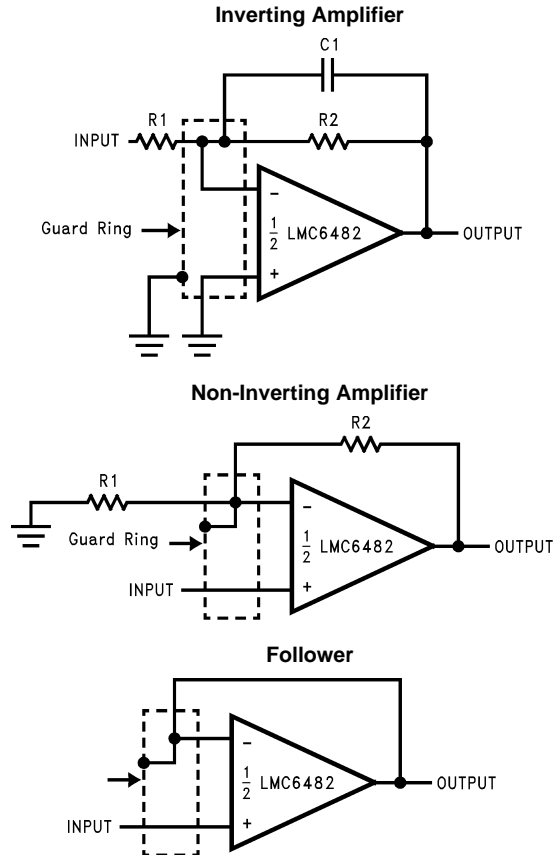 Inverting Amplifier
C1
R1
R2
INPUT
−
Guard Ring
1/2 LMC6482
OUTPUT
+
Non-Inverting Amplifier
R2
R1
−
Guard Ring
1/2 LMC6482
OUTPUT
INPUT
+
Follower
−
1/2 LMC6482
OUTPUT
INPUT
+